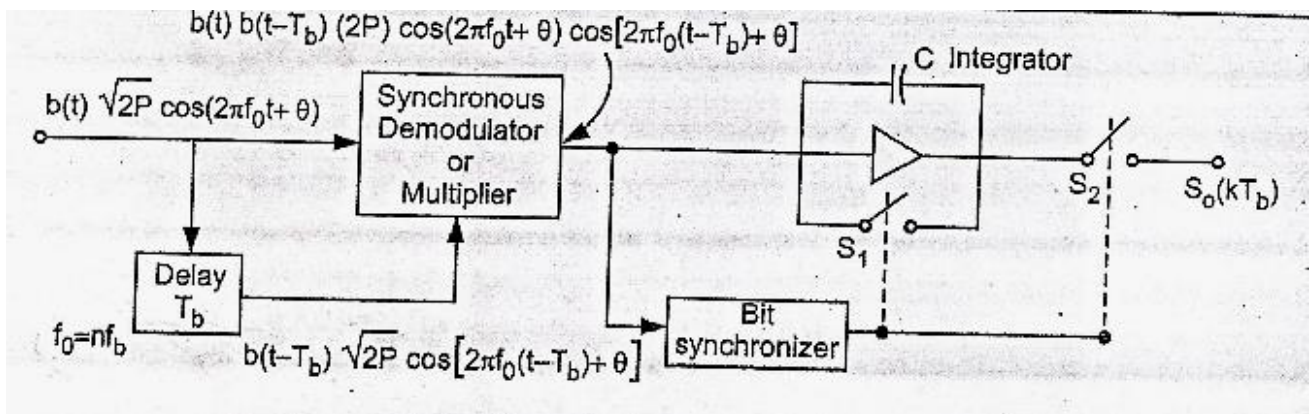 b(t) b(t–T_b) (2P) cos(2πf_0t+ θ) cos[2πf_0(t–T_b)+ θ]
C Integrator
b(t) √2P cos(2πf_0t+ θ)
Synchronous
Demodulator
or
Multiplier
S_1
S_2
S_o(kT_b)
Delay
T_b
f_0=nf_b
b(t–T_b) √2P cos[2πf_0(t–T_b)+ θ]
Bit
synchronizer